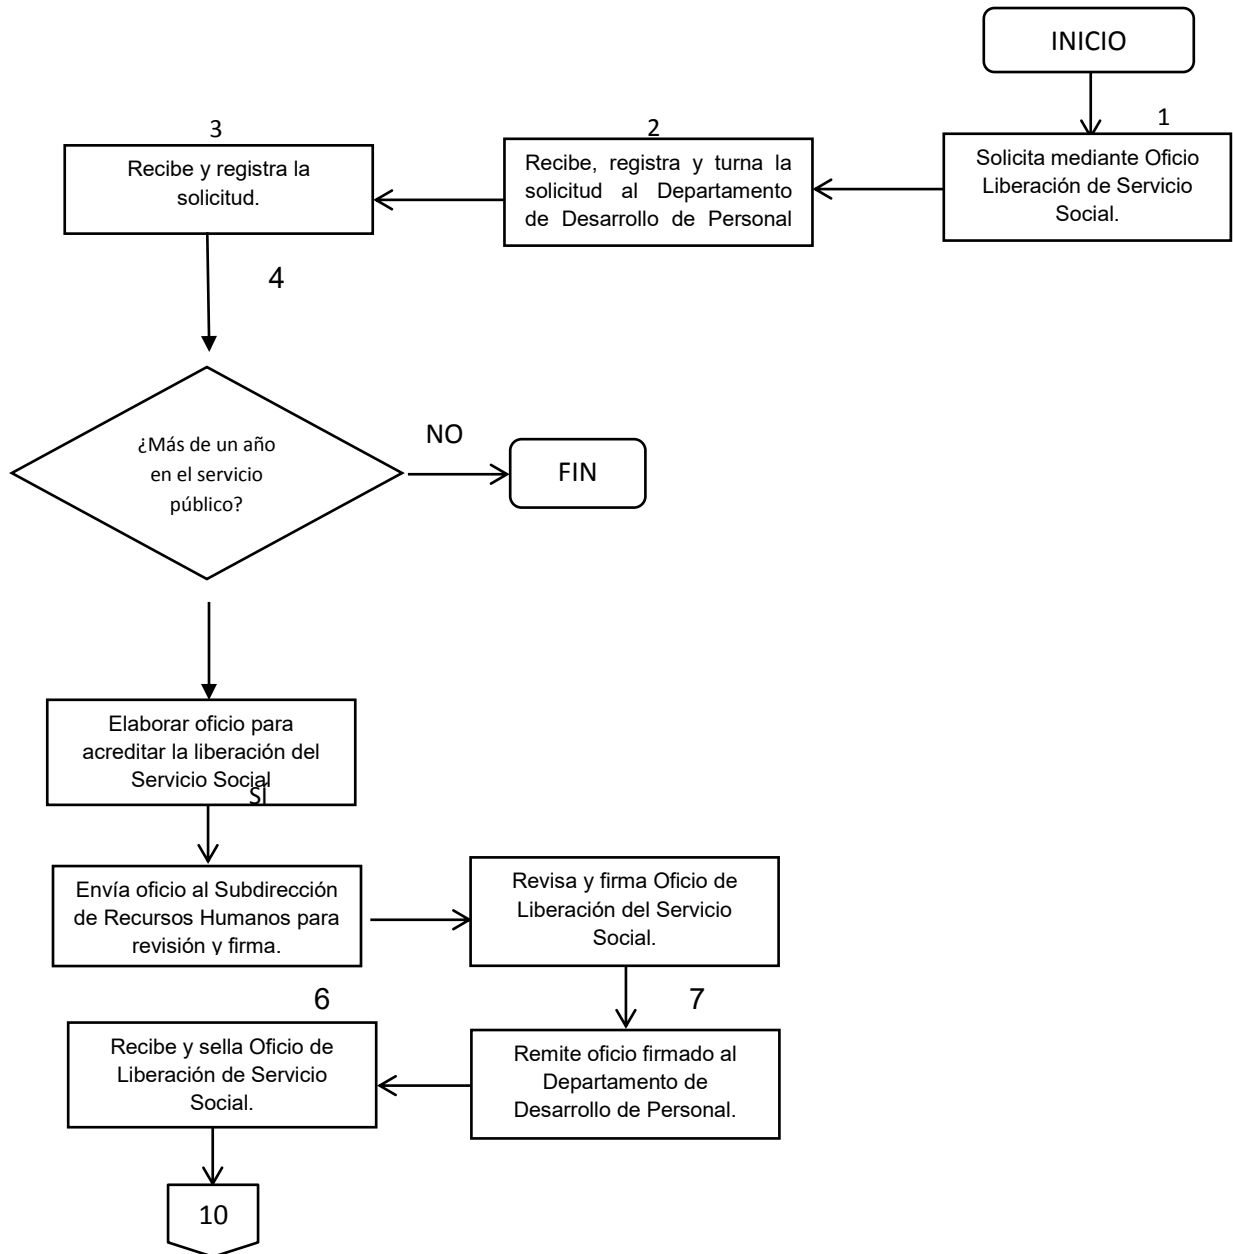 INICIO
1
Solicita mediante Oficio
Liberación de Servicio
Social.
2
Recibe, registra y turna la
solicitud al Departamento
de Desarrollo de Personal
3
Recibe y registra la
solicitud.
4
¿Más de un año
en el servicio
público?
NO
FIN
Elaborar oficio para
acreditar la liberación del
Servicio Social
SÍ
Envía oficio al Subdirección
de Recursos Humanos para
revisión y firma.
Revisa y firma Oficio de
Liberación del Servicio
Social.
6
7
Remite oficio firmado al
Departamento de
Desarrollo de Personal.
Recibe y sella Oficio de
Liberación de Servicio
Social.
10